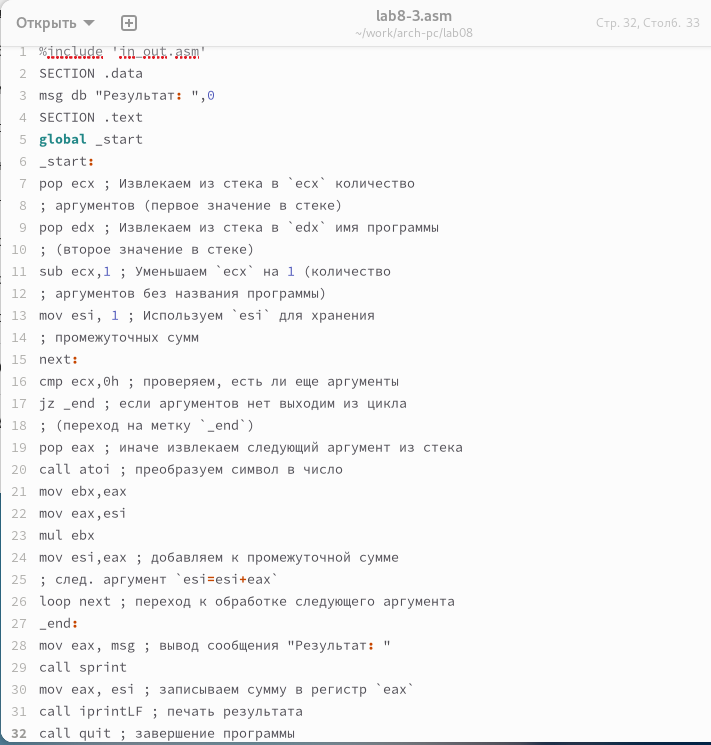 Открыть
lab8-3.asm
~/work/arch-pc/lab08
Стр. 32, Столб. 33
1 %include 'in_out.asm'
2 SECTION .data
3 msg db "Результат: ",0
4 SECTION .text
5 global _start
6 _start:
7 pop ecx ; Извлекаем из стека в `ecx` количество
8 ; аргументов (первое значение в стеке)
9 pop edx ; Извлекаем из стека в `edx` имя программы
10 ; (второе значение в стеке)
11 sub ecx,1 ; Уменьшаем `ecx` на 1 (количество
12 ; аргументов без названия программы)
13 mov esi, 1 ; Используем `esi` для хранения
14 ; промежуточных сумм
15 next:
16 cmp ecx,0h ; проверяем, есть ли еще аргументы
17 jz _end ; если аргументов нет выходим из цикла
18 ; (переход на метку `_end`)
19 pop eax ; иначе извлекаем следующий аргумент из стека
20 call atoi ; преобразуем символ в число
21 mov ebx,eax
22 mov eax,esi
23 mul ebx
24 mov esi,eax ; добавляем к промежуточной сумме
25 ; след. аргумент `esi=esi+eax`
26 loop next ; переход к обработке следующего аргумента
27 _end:
28 mov eax, msg ; вывод сообщения "Результат: "
29 call sprint
30 mov eax, esi ; записываем сумму в регистр `eax`
31 call iprintLF ; печать результата
32 call quit ; завершение программы